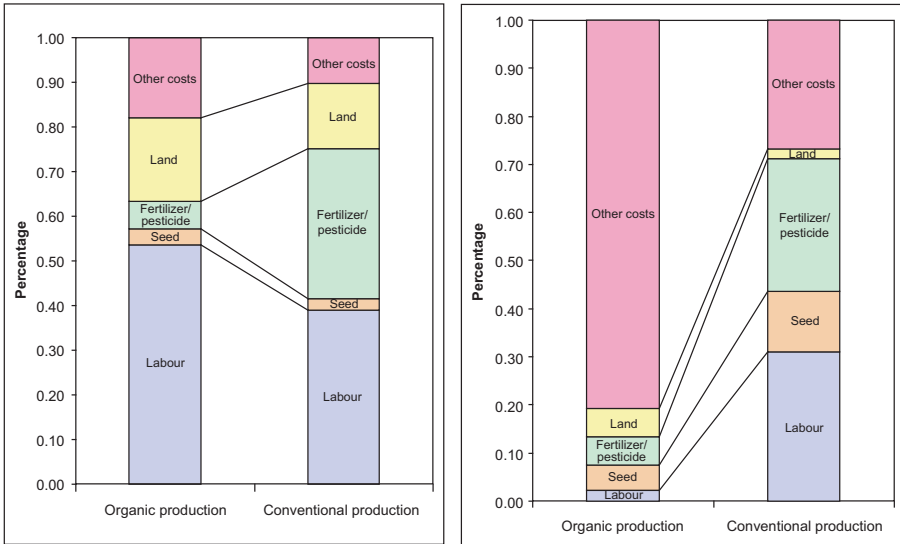 1.00
0.90
0.80
0.70
0.60
0.50
0.40
0.30
0.20
0.10
0.00
Percentage
Other costs
Land
Fertilizer/
pesticide
Seed
Labour
Other costs
Land
Fertilizer/
pesticide
Seed
Labour
Organic production
Conventional production
1.00
0.90
0.80
0.70
0.60
0.50
0.40
0.30
0.20
0.10
0.00
Percentage
Other costs
Land
Fertilizer/
pesticide
Seed
Labour
Other costs
Land
Fertilizer/
pesticide
Seed
Labour
Organic production
Conventional production